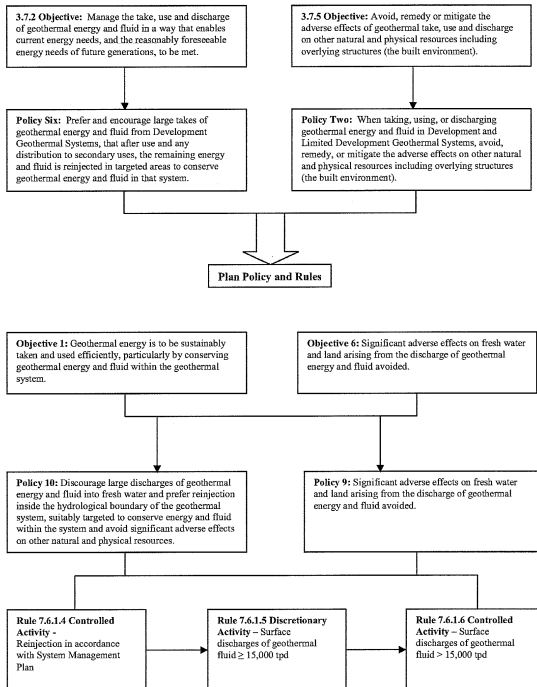 3.7.2 Objective: Manage the take, use and discharge
of geothermal energy and fluid in a way that enables
current energy needs, and the reasonably foreseeable
energy needs of future generations, to be met.
3.7.5 Objective: Avoid, remedy or mitigate the
adverse effects of geothermal take, use and discharge
on other natural and physical resources including
overlying structures (the built environment).
Policy Six: Prefer and encourage large takes of
geothermal energy and fluid from Development
Geothermal Systems, that after use and any
distribution to secondary uses, the remaining energy
and fluid is reinjected in targeted areas to conserve
geothermal energy and fluid in that system.
Policy Two: When taking, using, or discharging
geothermal energy and fluid in Development and
Limited Development Geothermal Systems, avoid,
remedy, or mitigate the adverse effects on other natural
and physical resources including overlying structures
(the built environment).
Plan Policy and Rules
Objective 1: Geothermal energy is to be sustainably
taken and used efficiently, particularly by conserving
geothermal energy and fluid within the geothermal
system.
Objective 6: Significant adverse effects on fresh water
and land arising from the discharge of geothermal
energy and fluid avoided.
Policy 10: Discourage large discharges of geothermal
energy and fluid into fresh water and prefer reinjection
inside the hydrological boundary of the geothermal
system, suitably targeted to conserve energy and fluid
within the system and avoid significant adverse effects
on other natural and physical resources.
Policy 9: Significant adverse effects on fresh water
and land arising from the discharge of geothermal
energy and fluid avoided.
Rule 7.6.1.4 Controlled
Activity -
Reinjection in accordance
with System Management
Plan
Rule 7.6.1.5 Discretionary
Activity – Surface
discharges of geothermal
fluid ≥ 15,000 tpd
Rule 7.6.1.6 Controlled
Activity – Surface
discharges of geothermal
fluid > 15,000 tpd